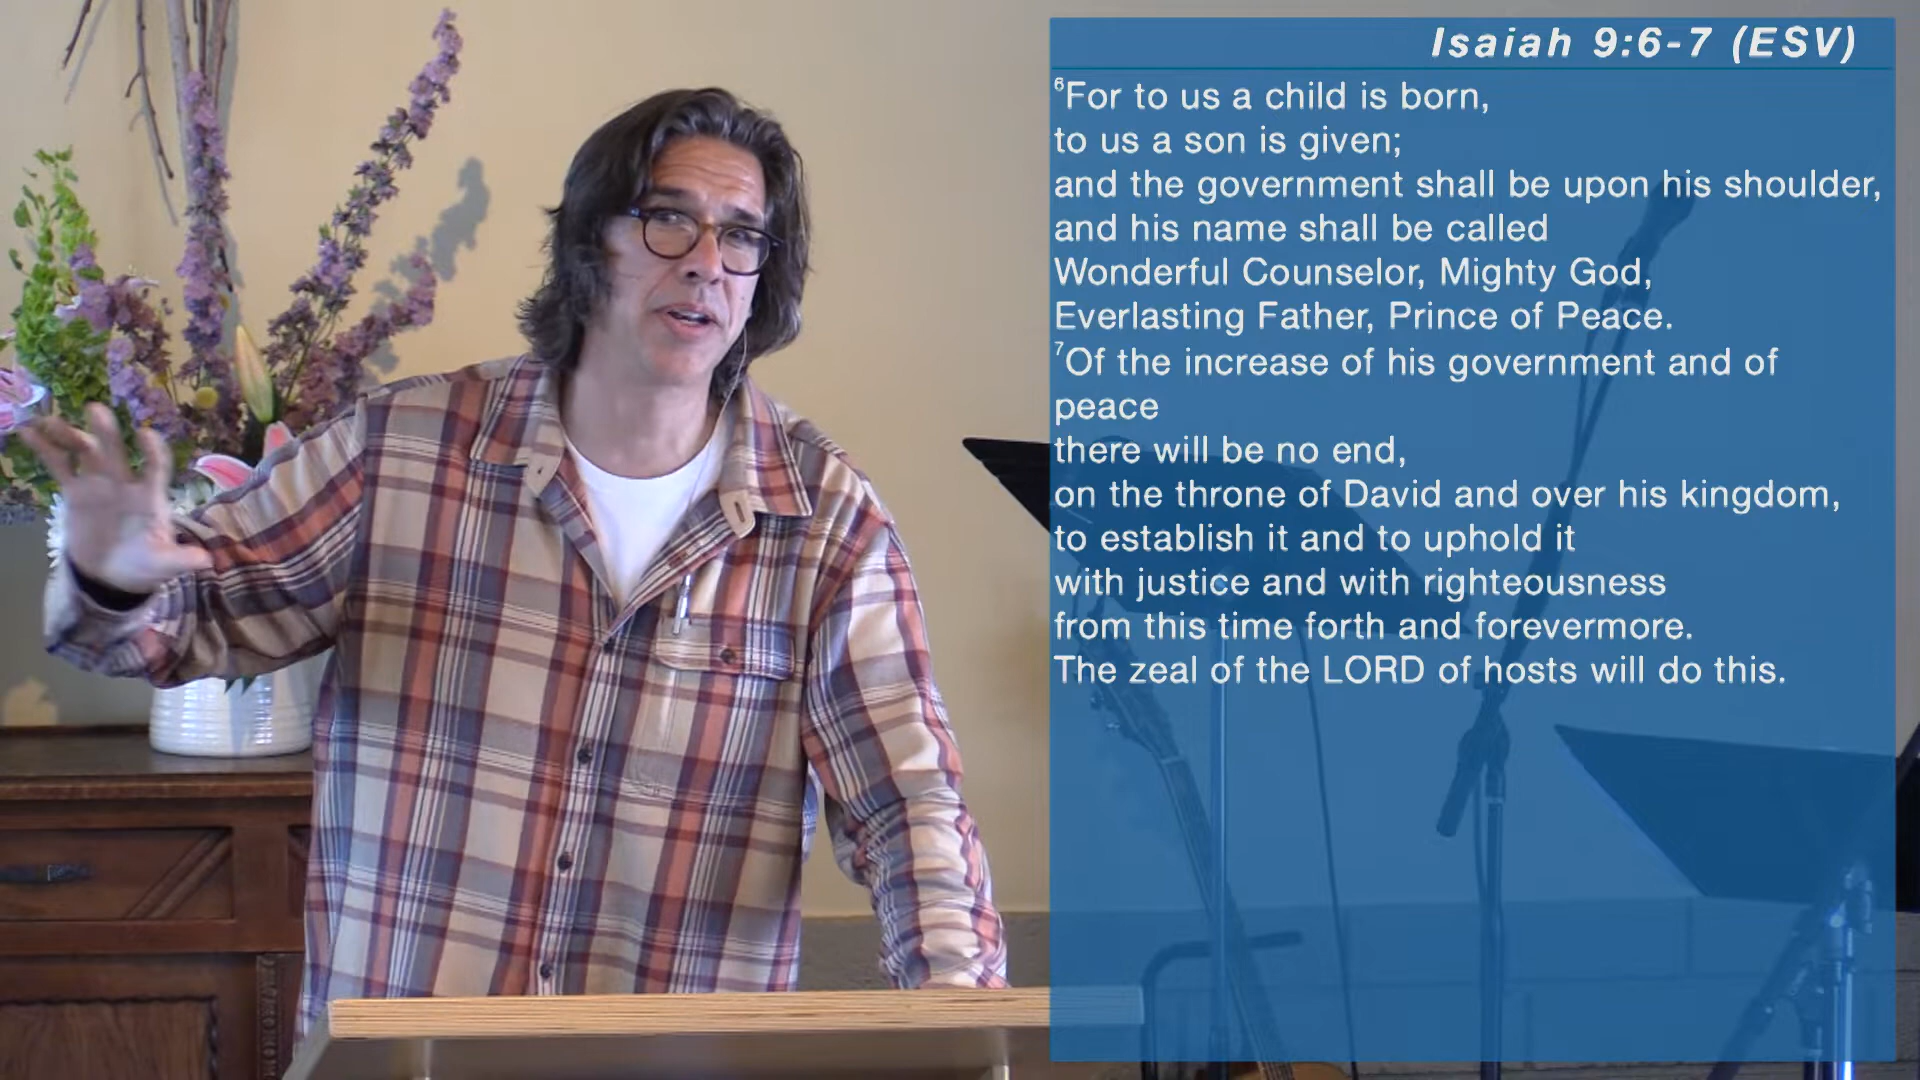 Isaiah 9:6-7 (ESV)
⁶For to us a child is born,
to us a son is given;
and the government shall be upon his shoulder,
and his name shall be called
Wonderful Counselor, Mighty God,
Everlasting Father, Prince of Peace.
⁷Of the increase of his government and of
peace
there will be no end,
on the throne of David and over his kingdom,
to establish it and to uphold it
with justice and with righteousness
from this time forth and forevermore.
The zeal of the LORD of hosts will do this.